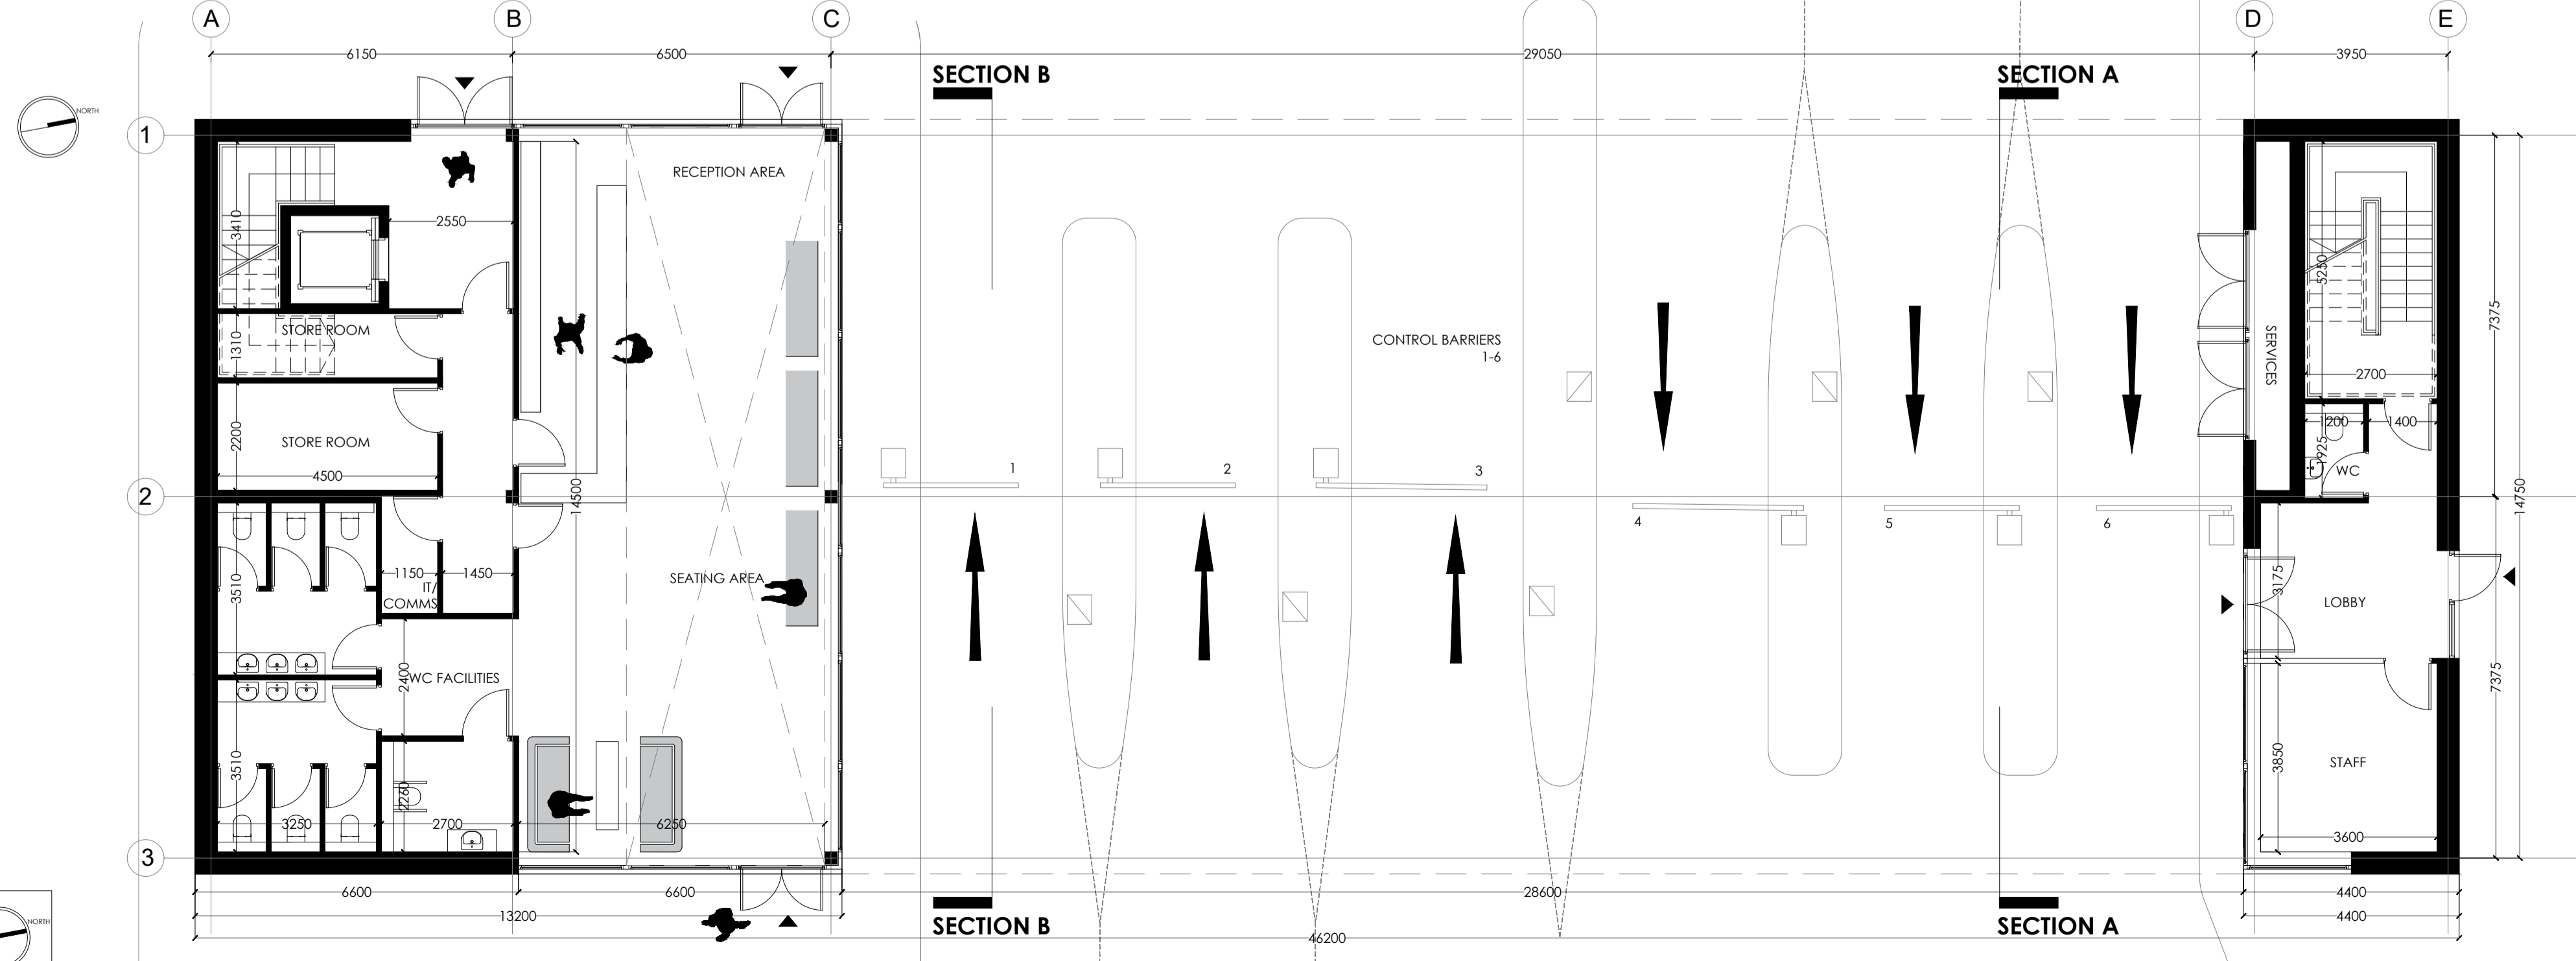 A
B
C
D
E
6150
6500
29050
3950
SECTION B
SECTION A
NORTH
1
RECEPTION AREA
3410
2550
5250
7375
STORE ROOM
1310
CONTROL BARRIERS
1-6
SERVICES
2700
2200
STORE ROOM
4500
1200
1400
1925
WC
1
2
3
2
14500
14750
4
5
6
3510
1150
1450
IT/
COMMS
SEATING AREA
3175
LOBBY
2400
WC FACILITIES
7375
3510
2260
3850
STAFF
3250
2700
6250
3600
3
6600
6600
28600
4400
13200
4400
NORTH
SECTION B
SECTION A
46200